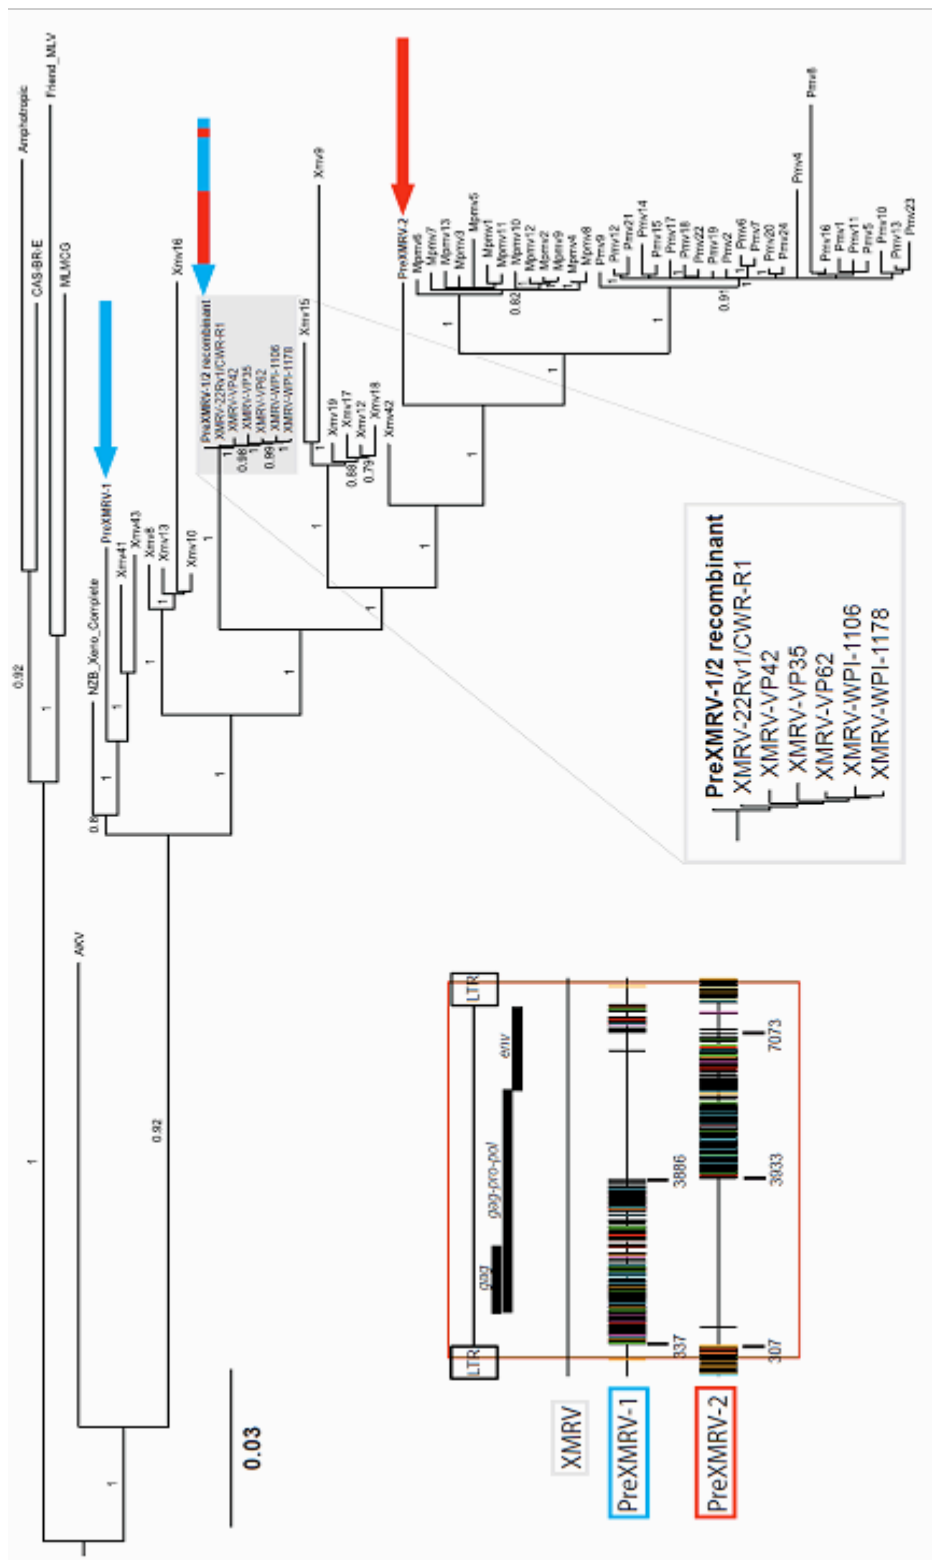 Amphotropic
CAS-BR-E
Friend_MLV
MLMCG
0.92
1
1
NZB_Xeno_Complete
PreXMRV-1
Xmv41
Xmv43
0.8
1
1
Xmv8
Xmv13
Xmv16
Xmv10
1
1
1
PreXMRV-1/2 recombinant
XMRV-22Rv1/CWR-R1
XMRV-VP42
XMRV-VP35
XMRV-VP62
XMRV-WPI-1106
XMRV-WPI-1178
1
1
0.98
1
0.99
1
Xmv15
Xmv9
1
Xmv19
Xmv17
Xmv12
Xmv18
0.88
0.79
1
1
Xmv42
1
PreXMRV-2
1
Mpmv6
Mpmv7
Mpmv13
Mpmv3
Mpmv5
Mpmv1
Mpmv11
Mpmv10
Mpmv12
Mpmv2
Mpmv9
Mpmv4
Mpmv8
1
0.82
1
1
Pmv9
Pmv12
Pmv21
Pmv14
Pmv15
Pmv17
Pmv18
Pmv22
Pmv19
Pmv2
Pmv6
Pmv7
Pmv20
Pmv24
Pmv4
Pmv16
Pmv1
Pmv11
Pmv5
Pmv10
Pmv13
Pmv23
1
0.91
1
1
AKV
0.92
1
0.03
PreXMRV-1/2 recombinant
XMRV-22Rv1/CWR-R1
XMRV-VP42
XMRV-VP35
XMRV-VP62
XMRV-WPI-1106
XMRV-WPI-1178
LTR
LTR
gag
gag-pro-pol
env
XMRV
PreXMRV-1
337
3886
PreXMRV-2
307
3933
7073